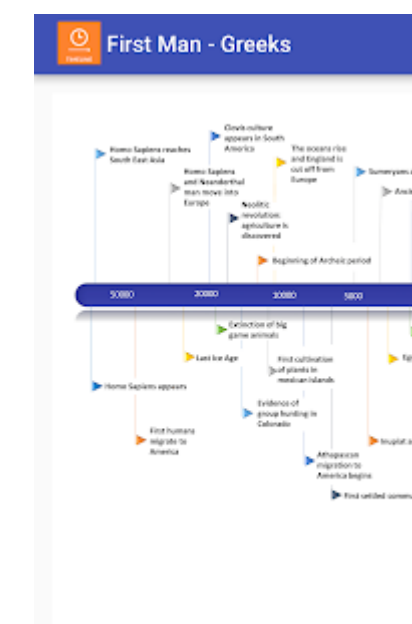 First Man - Greeks
Clovis culture
appears in South
America
Homo Sapiens reaches
South East Asia
The oceans rise
and England is
cut off from
Europe
Homo Sapiens
and Neanderthal
man move into
Europe
Neolitic
revolution:
agriculture is
discovered
Beginning of Archaic period
50000
20000
10000
5000
Extinction of big
game animals
Last Ice Age
First cultivation
of plants in
mexican islands
Homo Sapiens appears
Evidence of
group hunting in
Colorado
First humans
migrate to
America
Athapascan
migration to
America begins
First settled